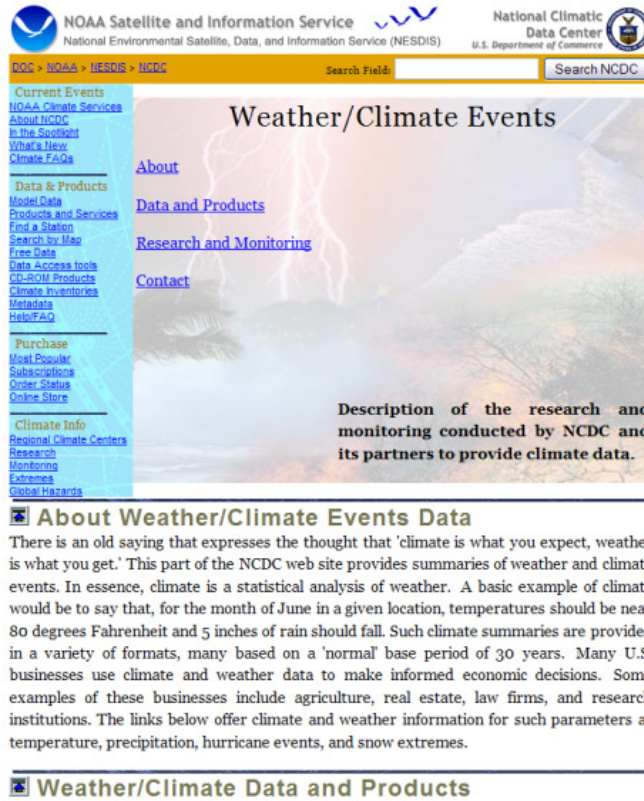 NOAA Satellite and Information Service
National Environmental Satellite, Data, and Information Service (NESDIS)
National Climatic
Data Center
U.S. Department of Commerce
DOC > NOAA > NESDIS > NCDC
Search Field:
Search NCDC
Current Events
NOAA Climate Services
About NCDC
In the Spotlight
What's New
Climate FAQs
Data & Products
Model Data
Products and Services
Find a Station
Search by Map
Free Data
Data Access tools
CD-ROM Products
Climate Inventories
Metadata
Help/FAQ
Purchase
Most Popular
Subscriptions
Order Status
Online Store
Climate Info
Regional Climate Centers
Research
Monitoring
Extremes
Global Hazards
Weather/Climate Events
About
Data and Products
Research and Monitoring
Contact
Description of the research and
monitoring conducted by NCDC and
its partners to provide climate data.
About Weather/Climate Events Data
There is an old saying that expresses the thought that 'climate is what you expect, weathe
is what you get.' This part of the NCDC web site provides summaries of weather and climat
events. In essence, climate is a statistical analysis of weather. A basic example of climat
would be to say that, for the month of June in a given location, temperatures should be nea
80 degrees Fahrenheit and 5 inches of rain should fall. Such climate summaries are provide
in a variety of formats, many based on a 'normal' base period of 30 years. Many U.S
businesses use climate and weather data to make informed economic decisions. Som
examples of these businesses include agriculture, real estate, law firms, and researc
institutions. The links below offer climate and weather information for such parameters a
temperature, precipitation, hurricane events, and snow extremes.
Weather/Climate Data and Products